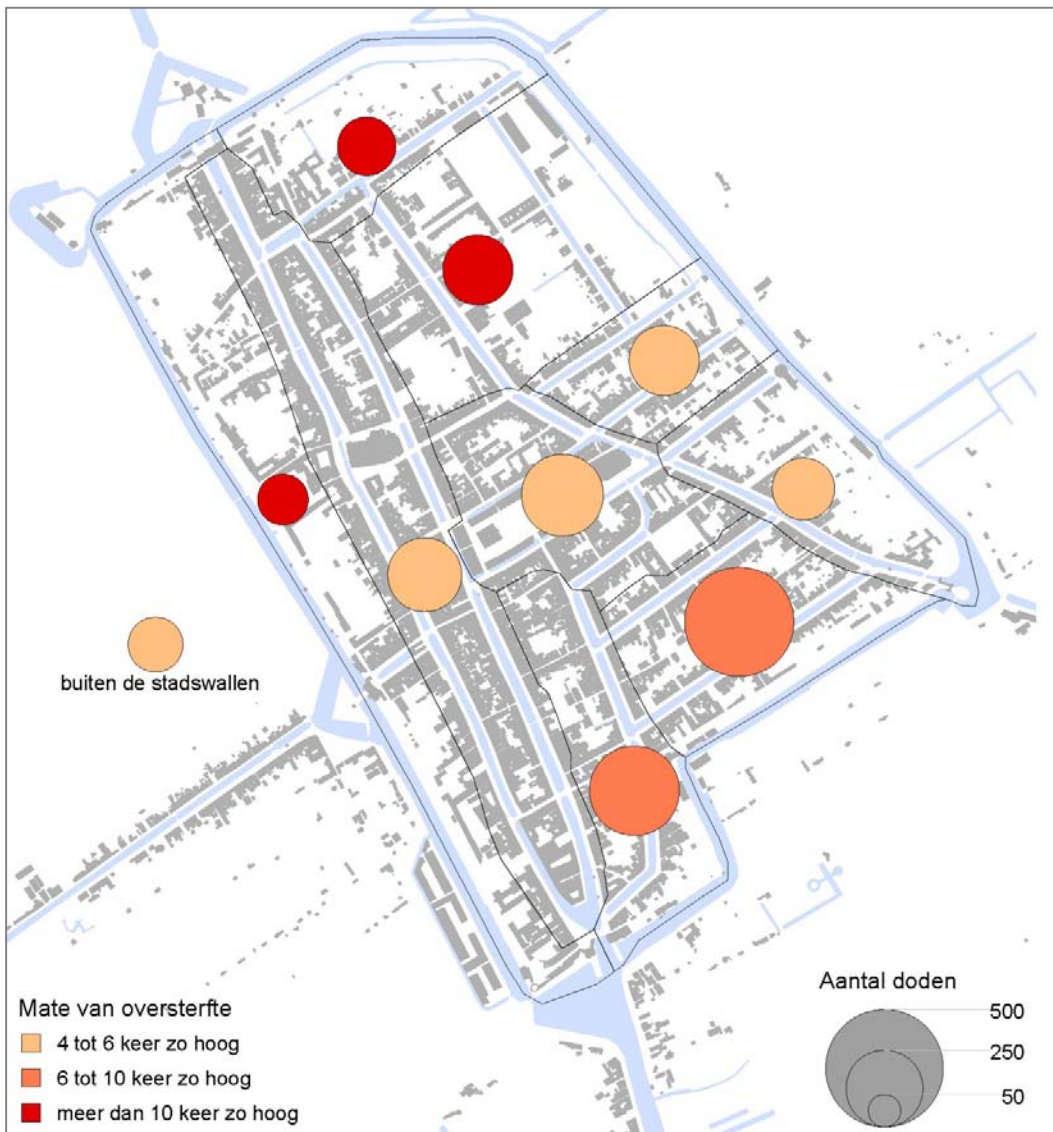 buiten de stadswallen
Mate van oversterfte
4 tot 6 keer zo hoog
6 tot 10 keer zo hoog
meer dan 10 keer zo hoog
Aantal doden
500
250
50